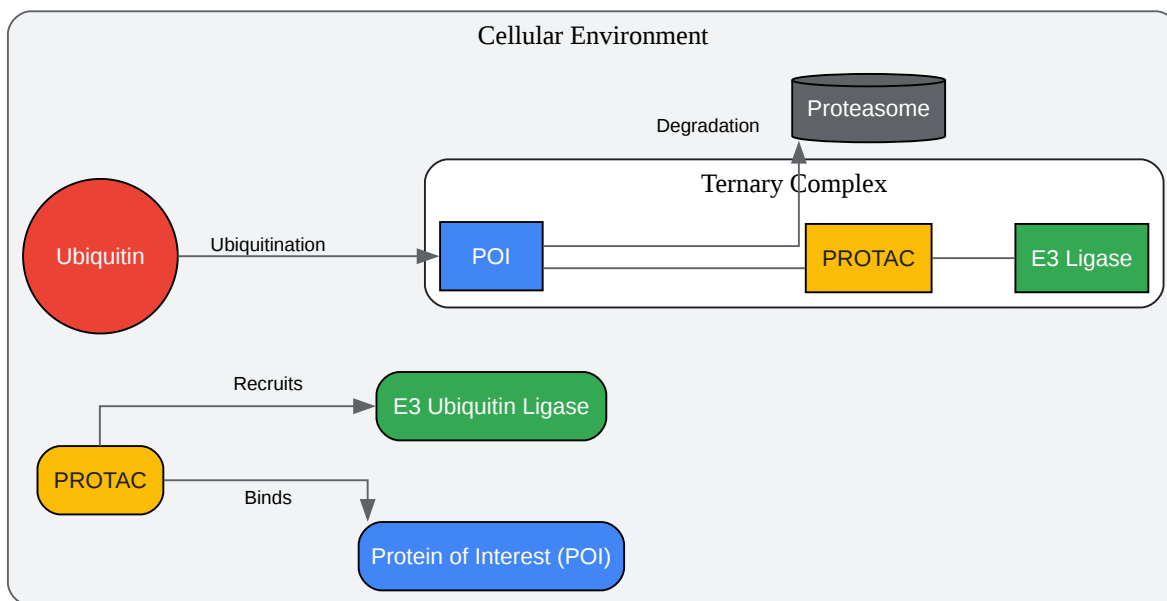 Cellular Environment
Proteasome
Degradation
Ternary Complex
Ubiquitin
Ubiquitination
POI
PROTAC
E3 Ligase
Recruits
E3 Ubiquitin Ligase
PROTAC
Binds
Protein of Interest (POI)